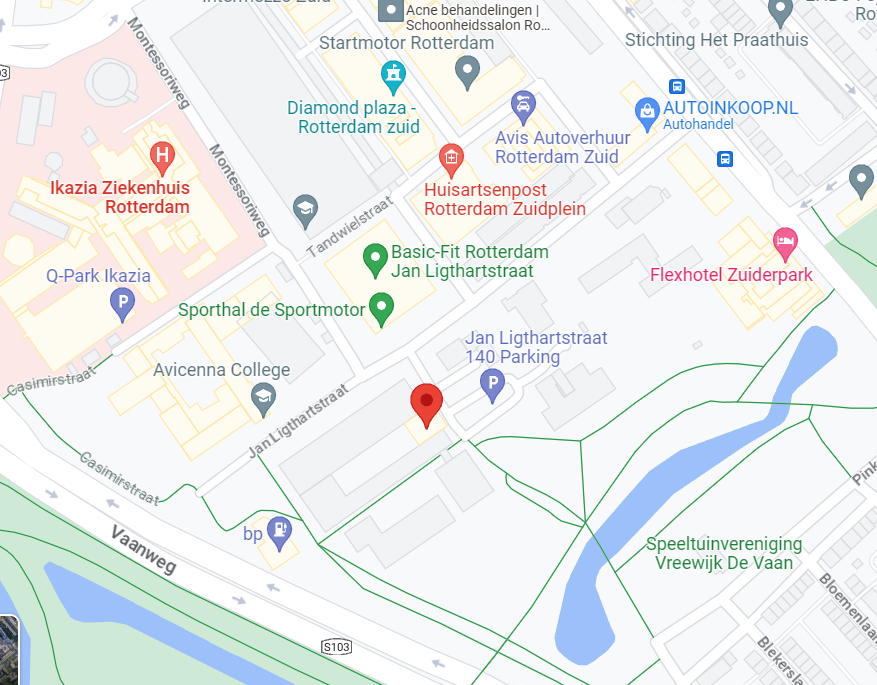 Intermezzo Zuid
Acne behandelingen |
Schoonheidssalon Ro...
Startmotor Rotterdam
Stichting Het Praathuis
Montessoriweg
03
Diamond plaza -
Rotterdam zuid
AUTOINKOOP.NL
Autohandel
Avis Autoverhuur
Rotterdam Zuid
H
Ikazia Ziekenhuis
Rotterdam
Montessoriweg
Huisartsenpost
Rotterdam Zuidplein
Tandwielstraat
Basic-Fit Rotterdam
Jan Ligthartstraat
Flexhotel Zuiderpark
Q-Park Ikazia
P
Sporthal de Sportmotor
Jan Ligthartstraat
140 Parking
P
Casimirstraat
Avicenna College
Jan Ligthartstraat
Casimirstraat
Pink
bp
Vaanweg
Speeltuinvereniging
Vreewijk De Vaan
Bloemenlaan
Blekersla
S103